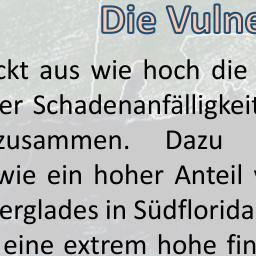 Die Vulne
ckt aus wie hoch die
er Schadenanfälligkeit
zusammen. Dazu
wie ein hoher Anteil
erglades in Südflorida
eine extrem hohe fin